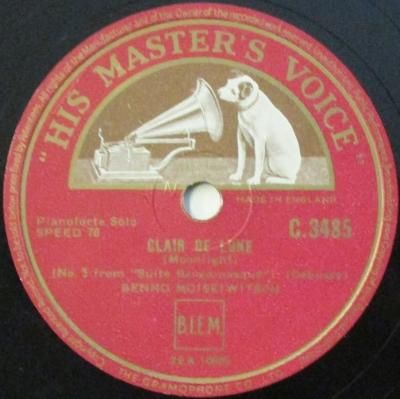 "HIS MASTER'S VOICE"
MADE IN ENGLAND
Pianoforte Solo
SPEED 78
C.3485
CLAIR DE LUNE
(Moonlight)
(No. 3 from "Suite Bergamasque") (Debussy)
BENNO MOISEIWITSCH
B.I.E.M.
THE GRAMOPHONE CO. LTD.